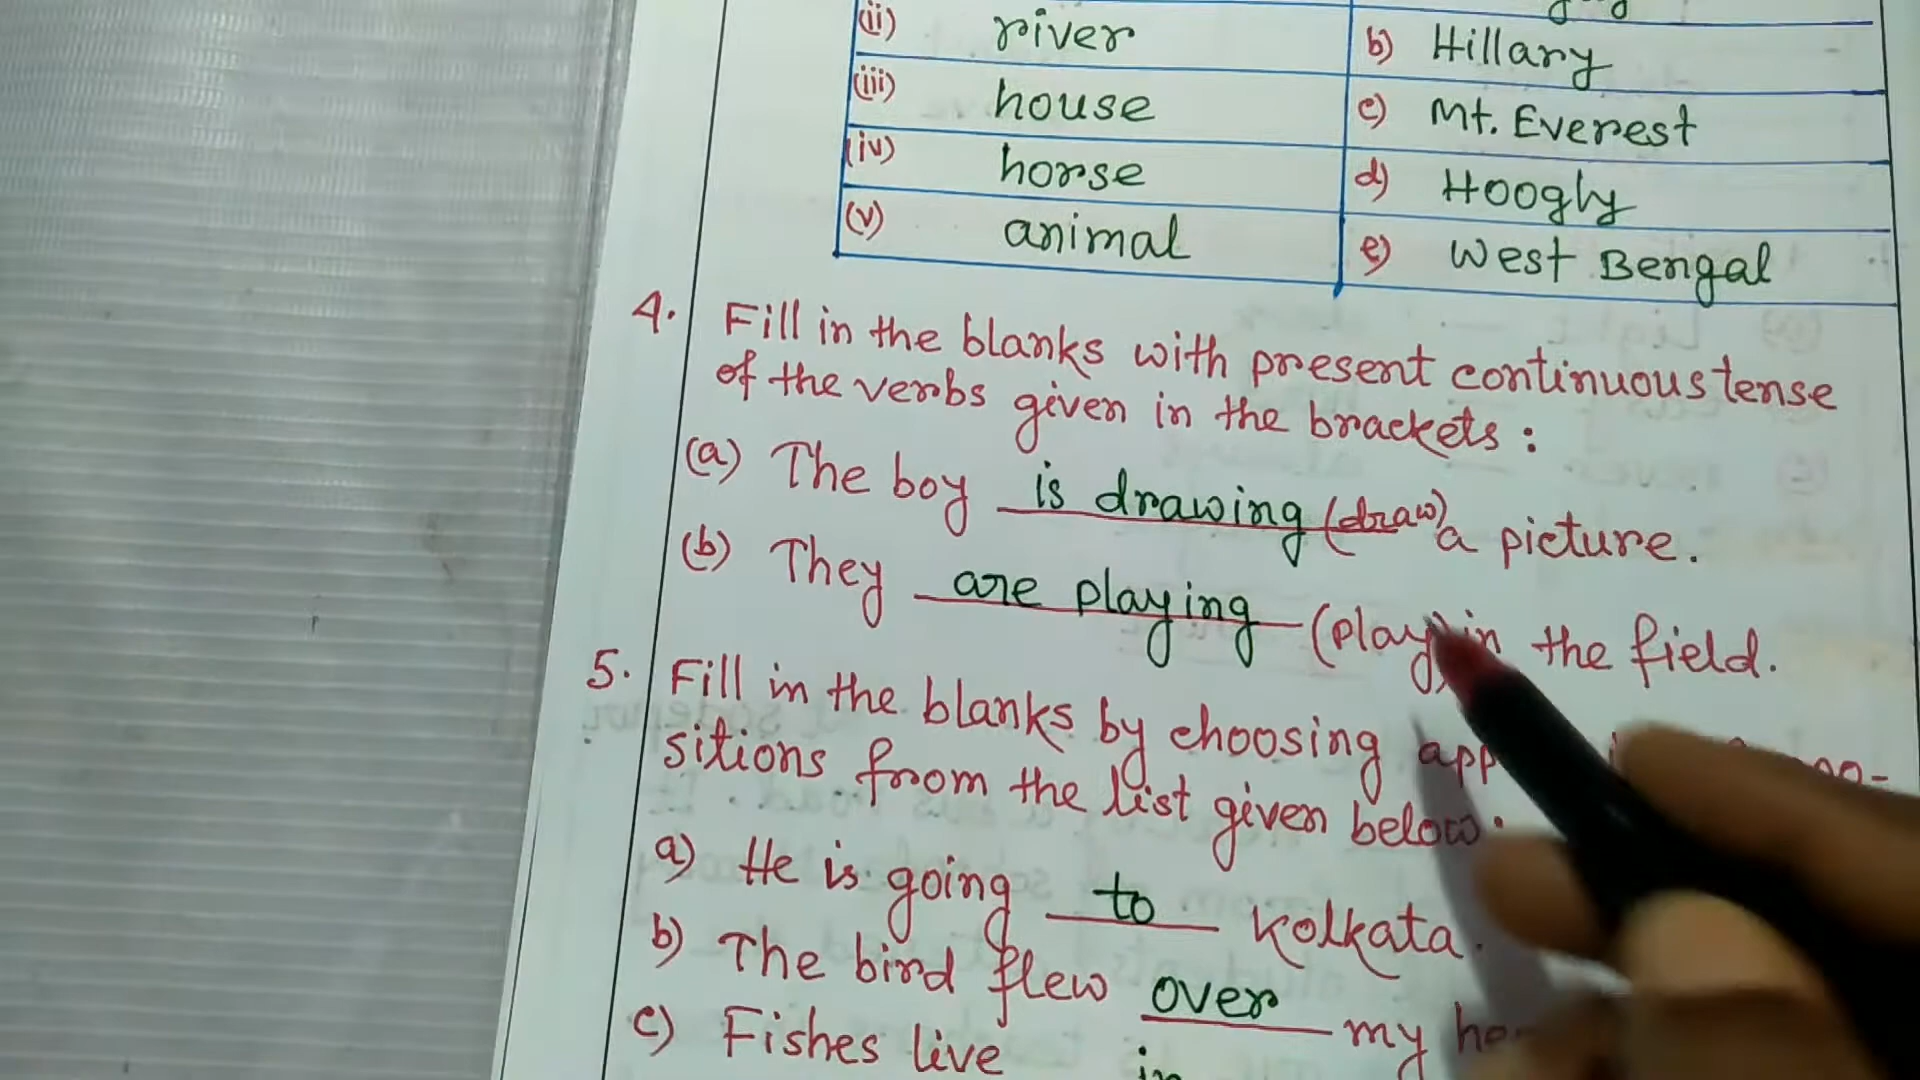 (ii) river b) Hillary
(iii) house c) Mt. Everest
(iv) horse d) Hoogly
(v) animal e) West Bengal
4. Fill in the blanks with present continuous tense
of the verbs given in the brackets:
(a) The boy is drawing (draw) a picture.
(b) They are playing (play) in the field.
5. Fill in the blanks by choosing
sitions from the list given below:
a) He is going to Kolkata.
b) The bird flew over my
c) Fishes live in